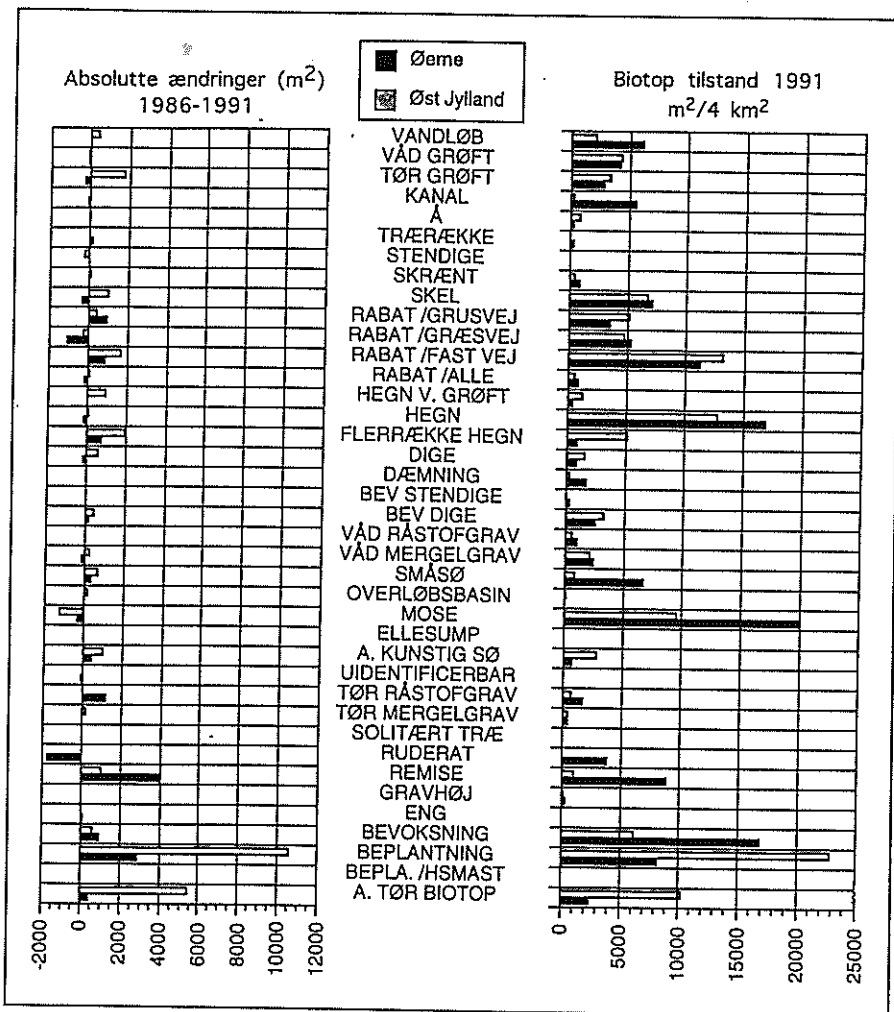 Øerne
Øst Jylland
Absolutte ændringer (m²)
1986-1991
Biotop tilstand 1991
m²/4 km²
VANDLØB
VÅD GRØFT
TØR GRØFT
KANAL
Å
TRÆRÆKKE
STENDIGE
SKRÆNT
SKEL
RABAT /GRUSVEJ
RABAT /GRÆSVEJ
RABAT /FAST VEJ
RABAT /ALLE
HEGN V. GRØFT
HEGN
FLERRÆKKE HEGN
DIGE
DÆMNING
BEV STENDIGE
BEV DIGE
VÅD RÅSTOFGRAV
VÅD MERGELGRAV
SMÅSØ
OVERLØBSBASIN
MOSE
ELLESUMP
A. KUNSTIG SØ
UIDENTIFICERBAR
TØR RÅSTOFGRAV
TØR MERGELGRAV
SOLITÆRT TRÆ
RUDERAT
REMISE
GRAVHØJ
ENG
BEVOKSNING
BEPLANTNING
BEPLA. /HSMAST
A. TØR BIOTOP
-2000 0 2000 4000 6000 8000 10000 12000
0 5000 10000 15000 20000 25000